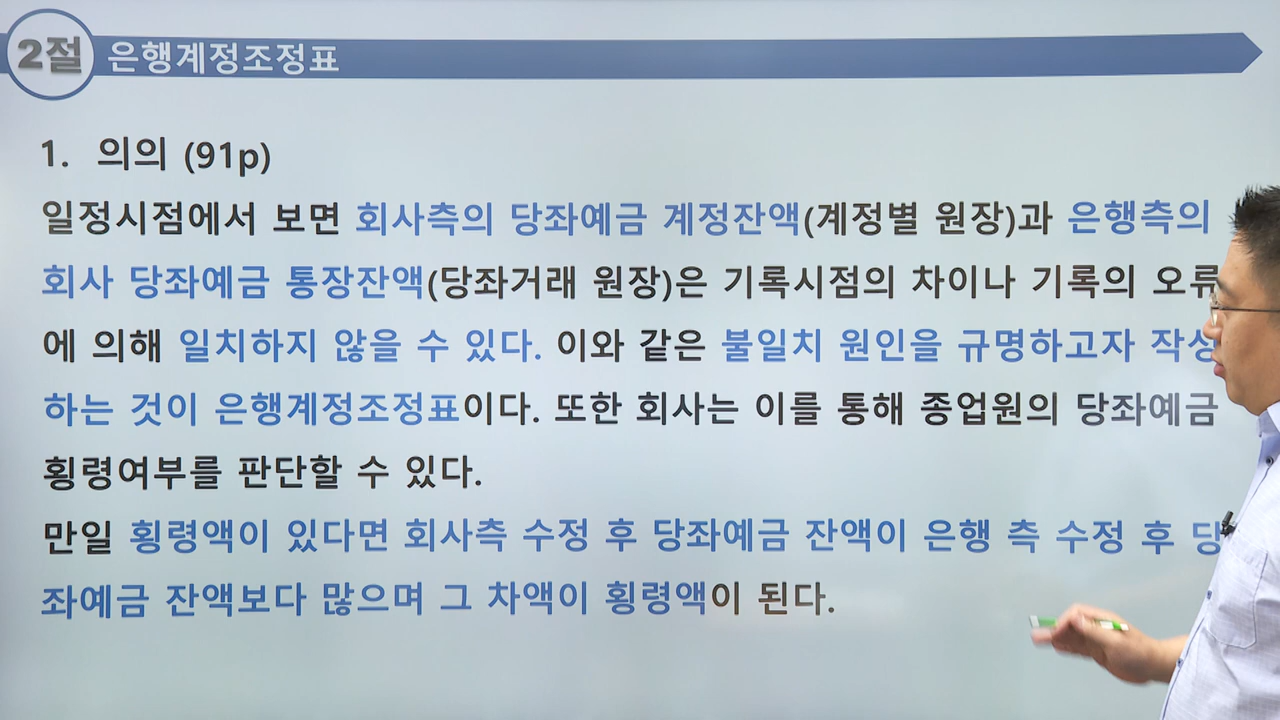 2절 은행계정조정표
1. 의의 (91p)
일정시점에서 보면 회사측의 당좌예금 계정잔액(계정별 원장)과 은행측의
회사 당좌예금 통장잔액(당좌거래 원장)은 기록시점의 차이나 기록의 오류
에 의해 일치하지 않을 수 있다. 이와 같은 불일치 원인을 규명하고자 작성
하는 것이 은행계정조정표이다. 또한 회사는 이를 통해 종업원의 당좌예금
횡령여부를 판단할 수 있다.
만일 횡령액이 있다면 회사측 수정 후 당좌예금 잔액이 은행 측 수정 후 당
좌예금 잔액보다 많으며 그 차액이 횡령액이 된다.